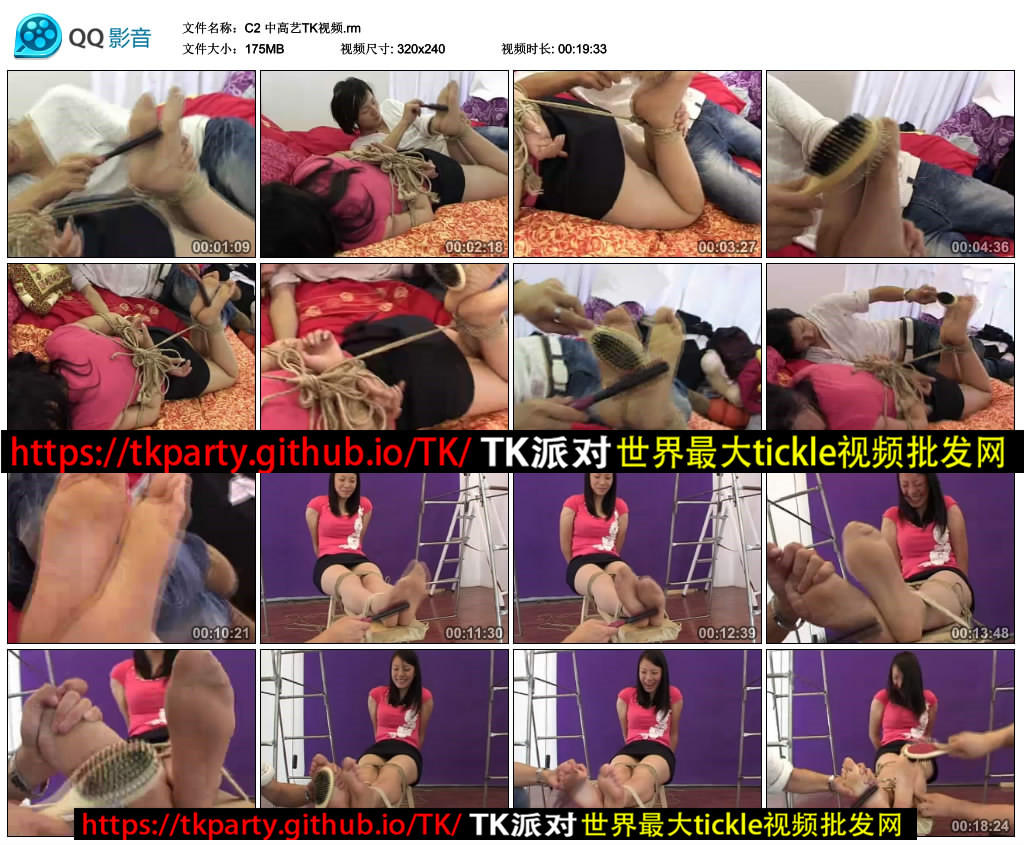 QQ 影音
文件名称: C2 中高艺TK视频.rm
文件大小: 175MB 视频尺寸: 320x240 视频时长: 00:19:33
00:01:09 00:02:18 00:03:27 00:04:36
https://tkparty.github.io/TK/ TK派对 世界最大tickle视频批发网
00:10:21 00:11:30 00:12:39 00:13:48
https://tkparty.github.io/TK/ TK派对 世界最大tickle视频批发网
00:18:24